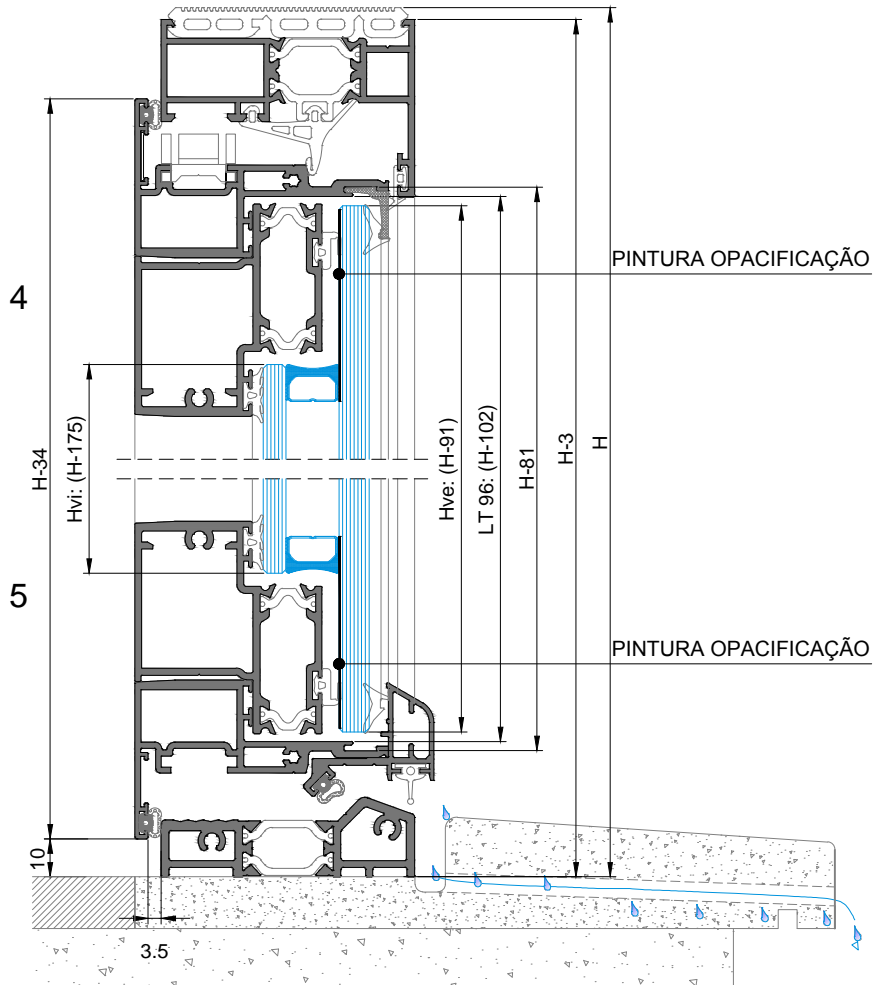 PINTURA OPACIFICAÇÃO
4
H-34
Hvi: (H-175)
Hve: (H-91)
LT 96: (H-102)
H-81
H-3
H
5
PINTURA OPACIFICAÇÃO
10
3.5